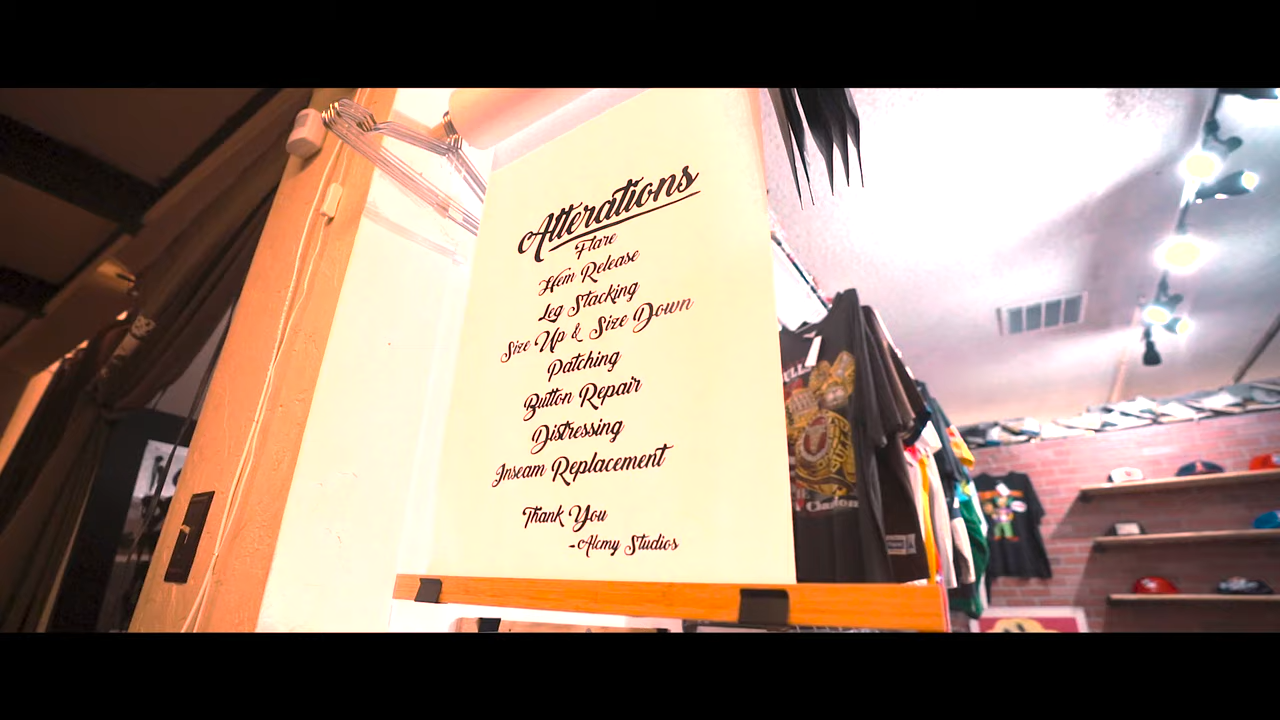 Alterations
Flare
Hem Release
Leg Stacking
Size Up & Size Down
Patching
Button Repair
Distressing
Inseam Replacement
Thank You
-Alcmy Studios